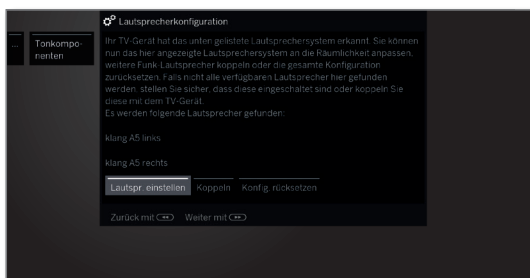 Lautsprecherkonfiguration
...
Tonkompo-
nenten
Ihr TV-Gerät hat das unten gelistete Lautsprechersystem erkannt. Sie können
nun das hier angezeigte Lautsprechersystem an die Räumlichkeit anpassen,
weitere Funk-Lautsprecher koppeln oder die gesamte Konfiguration
zurücksetzen. Falls nicht alle verfügbaren Lautsprecher hier gefunden
werden, stellen Sie sicher, dass diese eingeschaltet sind oder koppeln Sie
diese mit dem TV-Gerät.
Es werden folgende Lautsprecher gefunden:
klang A5 links
klang A5 rechts
Lautspr. einstellen Koppeln Konfig. rücksetzen
Zurück mit Weiter mit